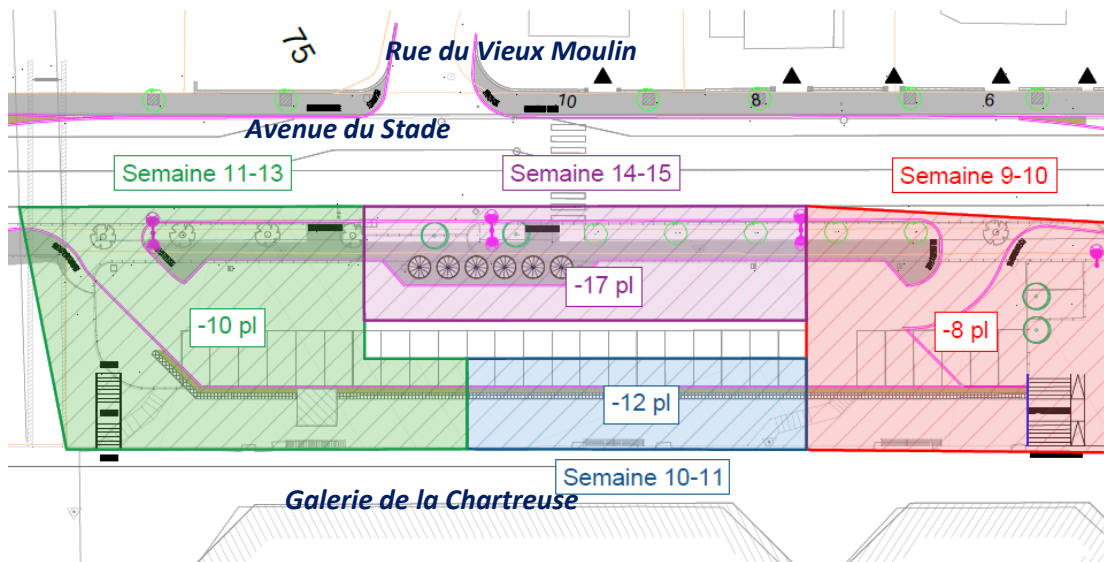 75
Rue du Vieux Moulin
10
8
6
Avenue du Stade
Semaine 11-13
Semaine 14-15
Semaine 9-10
-17 pl
-10 pl
-8 pl
-12 pl
Semaine 10-11
Galerie de la Chartreuse